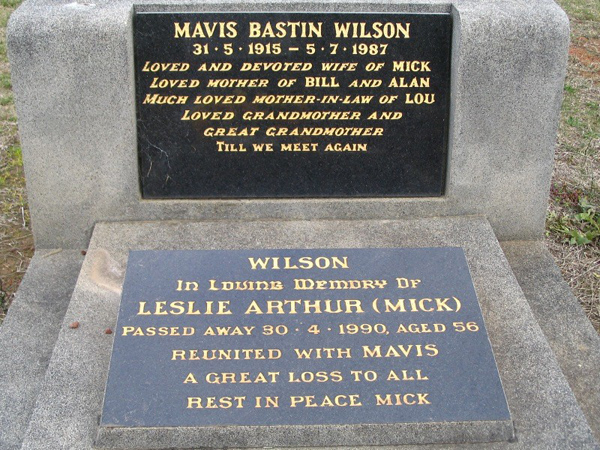 MAVIS BASTIN WILSON
31 · 5 · 1915 — 5 · 7 · 1987
LOVED AND DEVOTED WIFE OF MICK
LOVED MOTHER OF BILL AND ALAN
MUCH LOVED MOTHER-IN-LAW OF LOU
LOVED GRANDMOTHER AND
GREAT GRANDMOTHER
TILL WE MEET AGAIN
WILSON
In Loving Memory Of
LESLIE ARTHUR (MICK)
PASSED AWAY 30 · 4 · 1990, AGED 56
REUNITED WITH MAVIS
A GREAT LOSS TO ALL
REST IN PEACE MICK